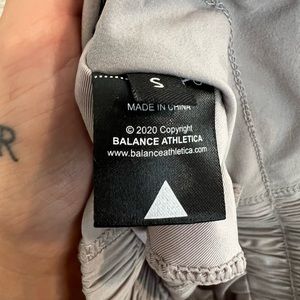 S
MADE IN CHINA
© 2020 Copyright
BALANCE ATHLETICA
www.balanceathletica.com
R